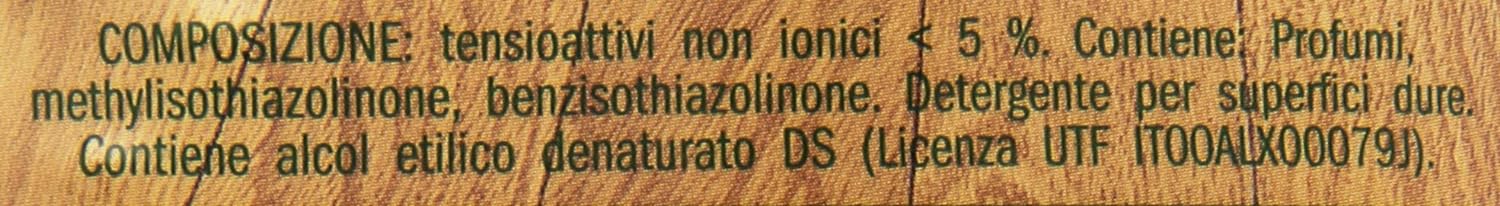 COMPOSIZIONE: tensioattivi non ionici < 5 %. Contiene: Profumi,
methylisothiazolinone, benzisothiazolinone. Detergente per superfici dure.
Contiene alcol etilico denaturato DS (Licenza UTF IT00ALX00079J).